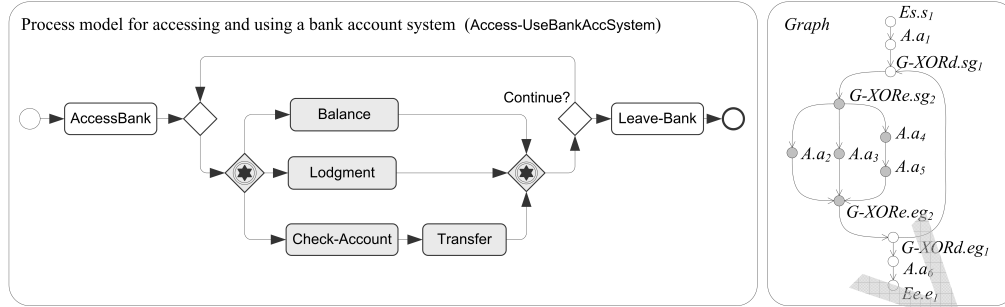 Process model for accessing and using a bank account system (Access-UseBankAccSystem)
Continue?
AccessBank
Balance
Leave-Bank
Lodgment
Check-Account
Transfer
Graph
Es.s1
A.a1
G-XORd.sg1
G-XORe.sg2
A.a4
A.a2
A.a3
A.a5
G-XORe.eg2
G-XORd.eg1
A.a6
Ee.e1